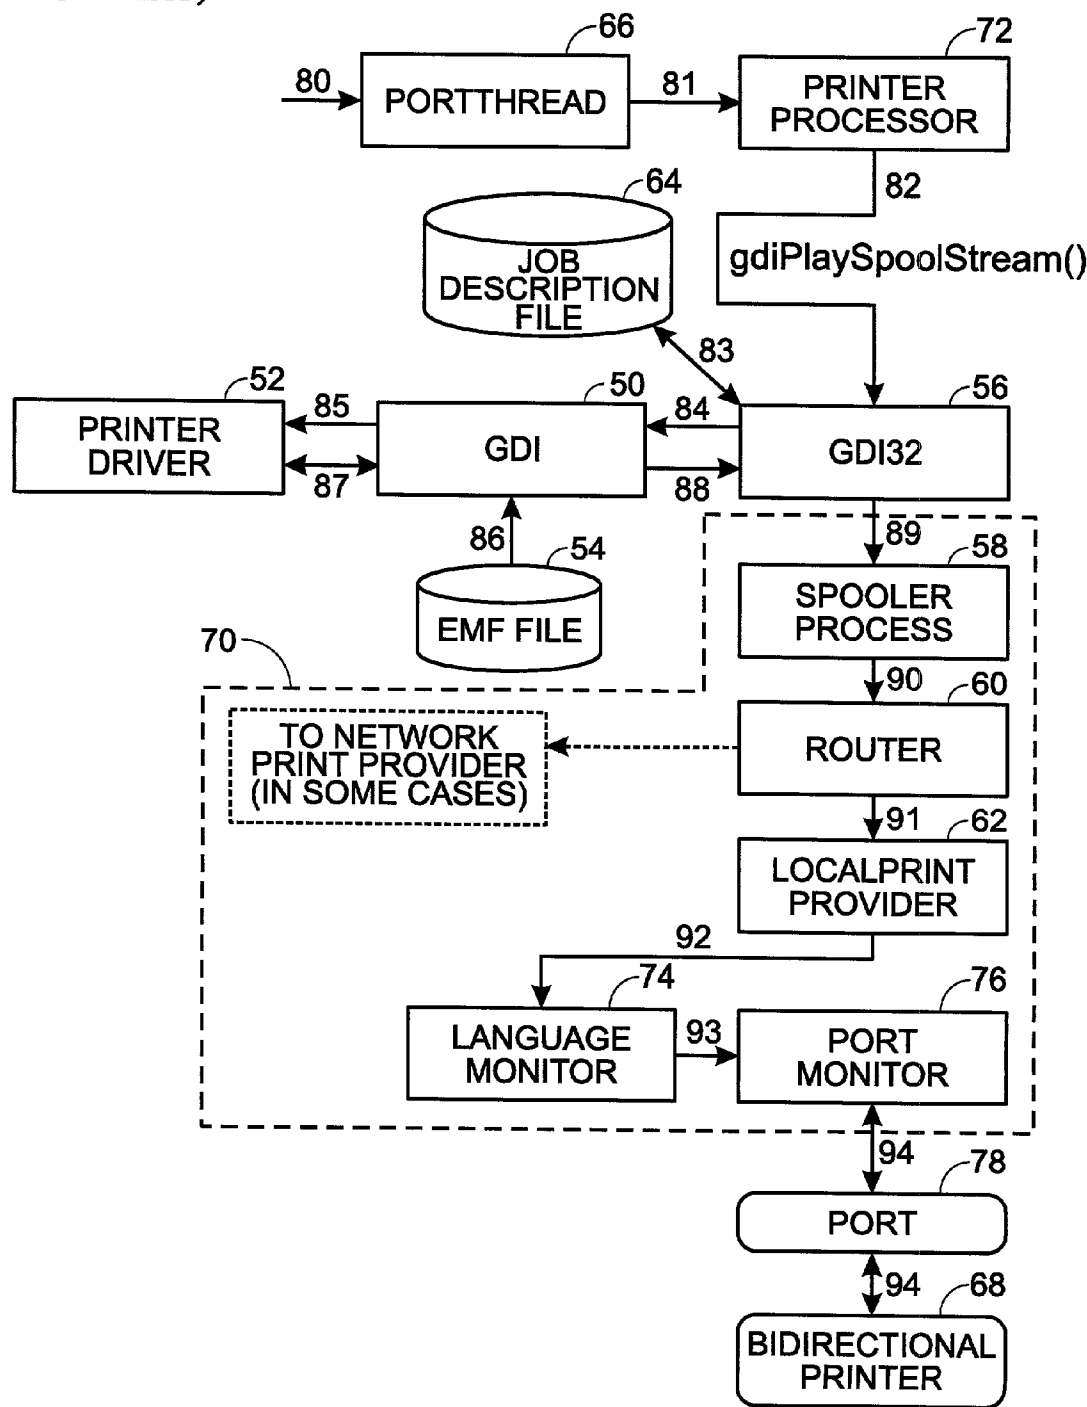 66
72
80
PORTTHREAD
81
PRINTER
PROCESSOR
82
64
gdiPlaySpoolStream()
JOB
DESCRIPTION
FILE
83
52
50
56
85
84
PRINTER
DRIVER
GDI
GDI32
87
88
86
54
89
58
EMF FILE
SPOOLER
PROCESS
70
90
60
TO NETWORK
PRINT PROVIDER
(IN SOME CASES)
ROUTER
91
62
LOCALPRINT
PROVIDER
92
74
76
LANGUAGE
MONITOR
93
PORT
MONITOR
94
78
PORT
94
68
BIDIRECTIONAL
PRINTER